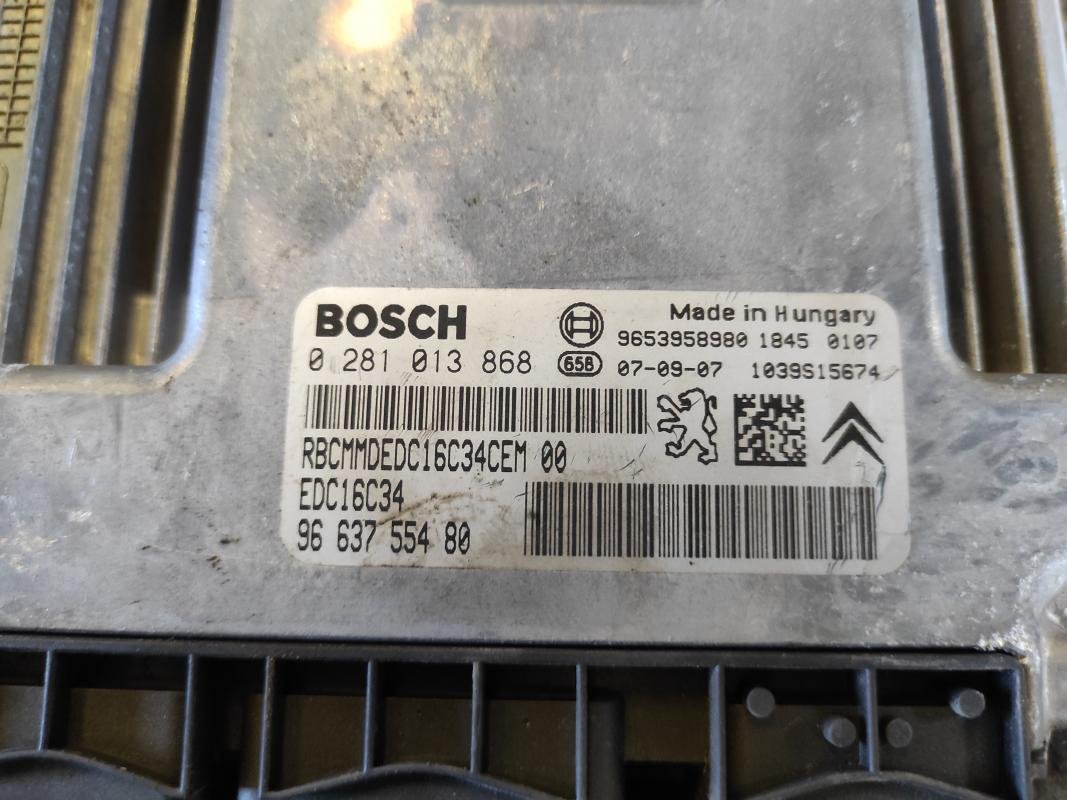 BOSCH
Made in Hungary
9653958980 1845 0107
0 281 013 868 658 07-09-07 1039S15674
RBCMMDEDC16C34CEM 00
EDC16C34
96 637 554 80